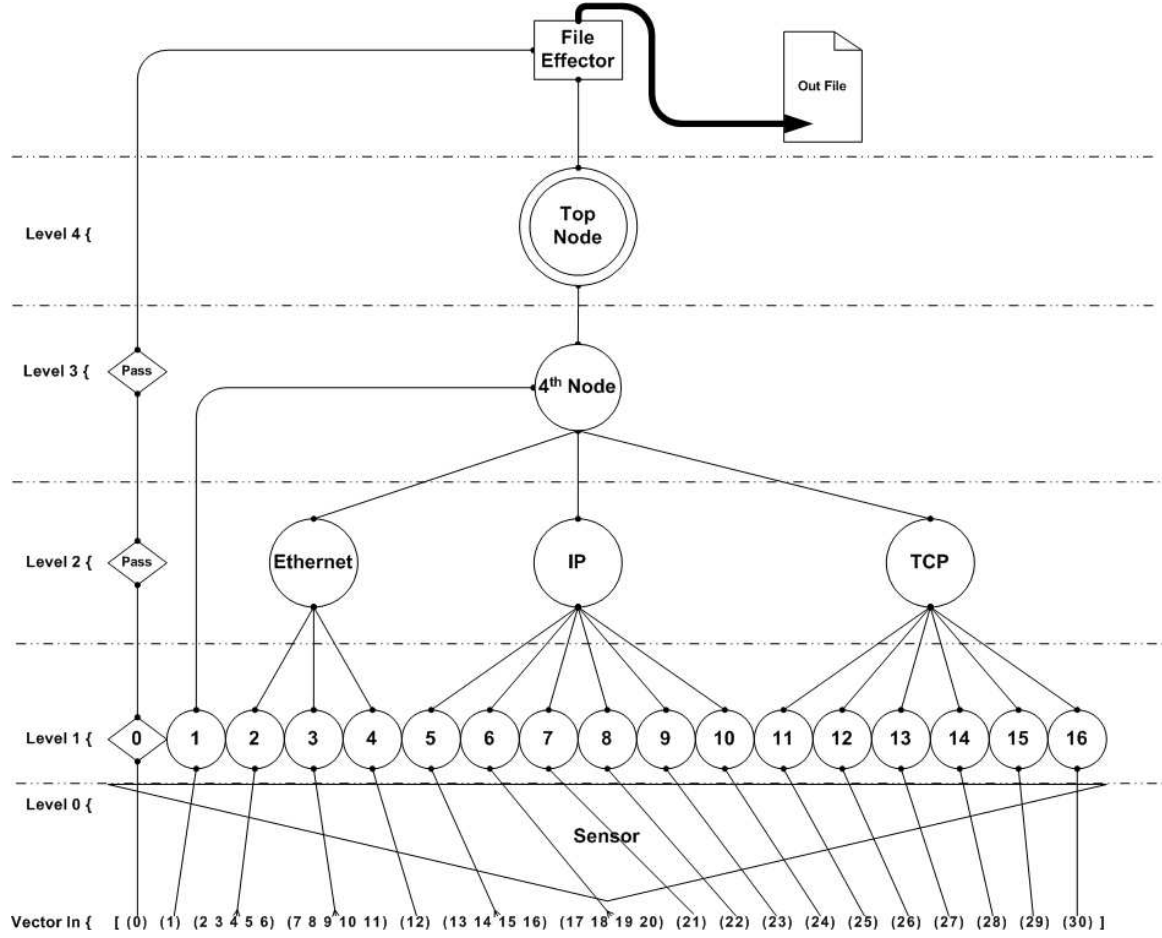 File
Effector
Out File
Level 4 {
Top
Node
Level 3 {
Pass
4th Node
Level 2 {
Pass
Ethernet
IP
TCP
Level 1 {
0 1 2 3 4 5 6 7 8 9 10 11 12 13 14 15 16
Level 0 {
Sensor
Vector In { [ (0) (1) (2 3 4 5 6) (7 8 9 10 11) (12) (13 14 15 16) (17 18 19 20) (21) (22) (23) (24) (25) (26) (27) (28) (29) (30) ]